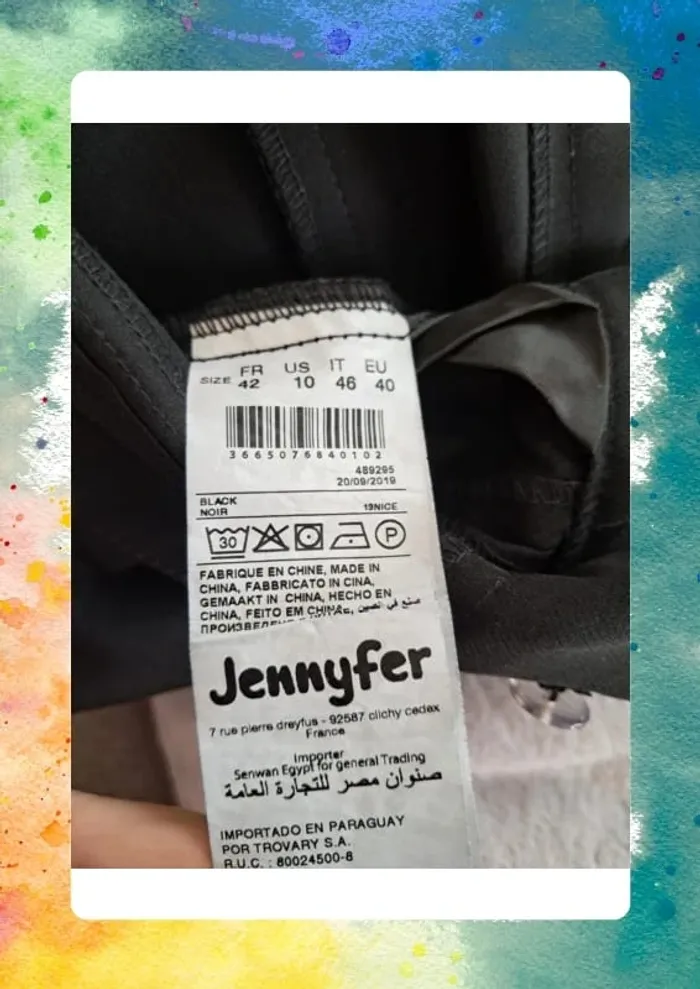 FR US IT EU
SIZE 42 10 46 40
3665076840102
489295
20/09/2019
BLACK
NOIR 19NICE
30
P
FABRIQUE EN CHINE, MADE IN
CHINA, FABBRICATO IN CINA,
GEMAAKT IN CHINA, HECHO EN
CHINA, FEITO EM CHINA, صنع في الصين
Jennyfer
7 rue pierre dreyfus - 92587 clichy cedex
France
Importer
Senwan Egypt for general Trading
صنوان مصر للتجارة العامة
IMPORTADO EN PARAGUAY
POR TROVARY S.A.
R.U.C. : 80024500-8